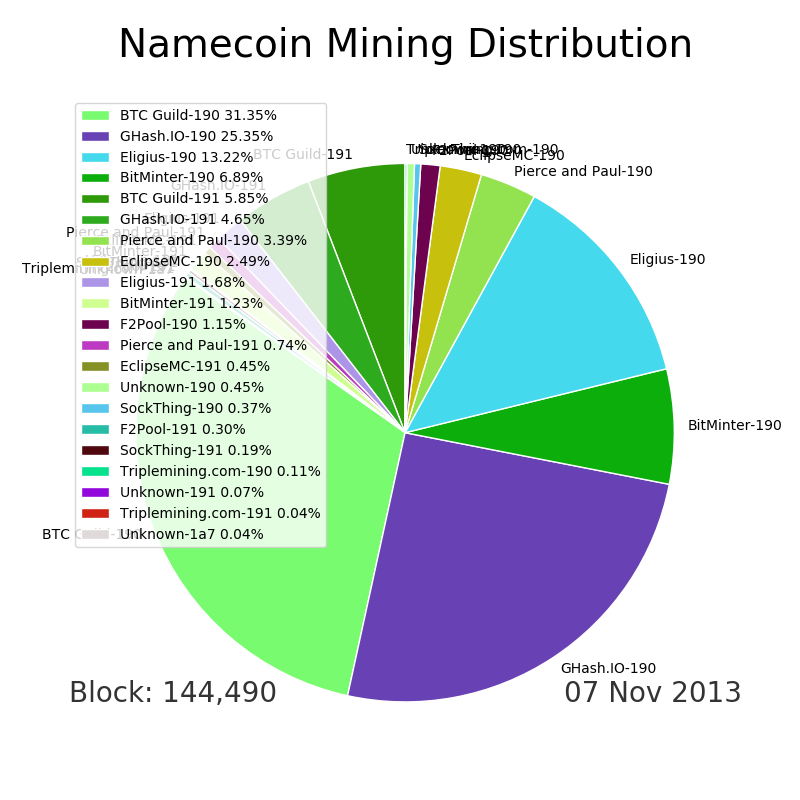 Namecoin Mining Distribution
BTC Guild-190 31.35%
GHash.IO-190 25.35%
Eligius-190 13.22%
BitMinter-190 6.89%
BTC Guild-191 5.85%
GHash.IO-191 4.65%
Pierce and Paul-190 3.39%
EclipseMC-190 2.49%
Eligius-191 1.68%
BitMinter-191 1.23%
F2Pool-190 1.15%
Pierce and Paul-191 0.74%
EclipseMC-191 0.45%
Unknown-190 0.45%
SockThing-190 0.37%
F2Pool-191 0.30%
SockThing-191 0.19%
Triplemining.com-190 0.11%
Unknown-191 0.07%
Triplemining.com-191 0.04%
Unknown-1a7 0.04%
BTC Guild-191
GHash.IO-191
Pierce and Paul-191
BitMinter-191
EclipseMC-190
Pierce and Paul-190
Eligius-190
BitMinter-190
GHash.IO-190
BTC Guild-190
Block: 144,490
07 Nov 2013